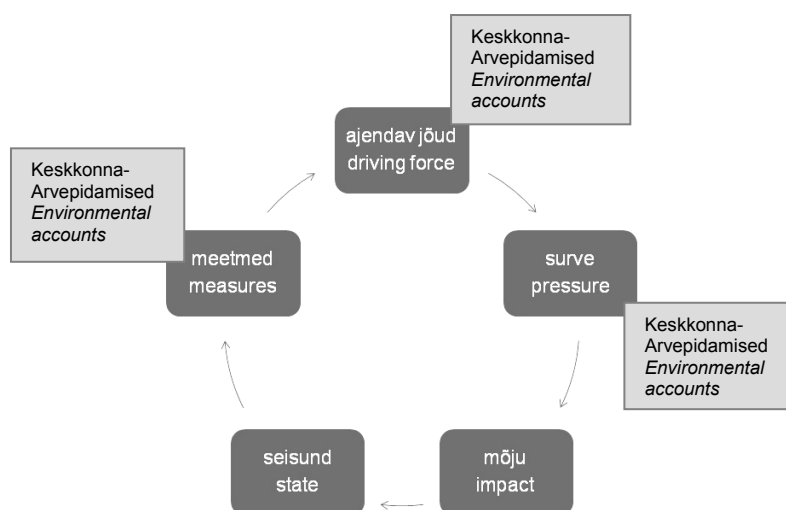 Keskkonna-
Arvepidamised
Environmental
accounts
ajendav jõud
driving force
Keskkonna-
Arvepidamised
Environmental
accounts
meetmed
measures
surve
pressure
Keskkonna-
Arvepidamised
Environmental
accounts
seisund
state
mõju
impact